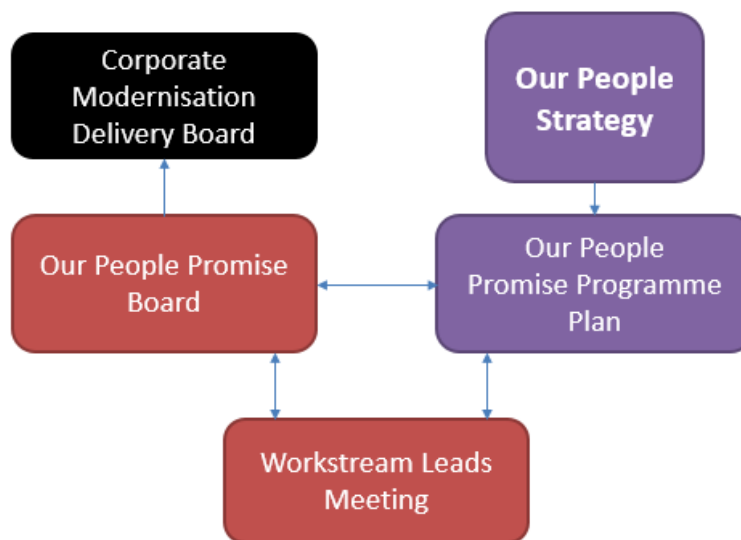 Corporate
Modernisation
Delivery Board
Our People
Strategy
Our People Promise
Board
Our People
Promise Programme
Plan
Workstream Leads
Meeting